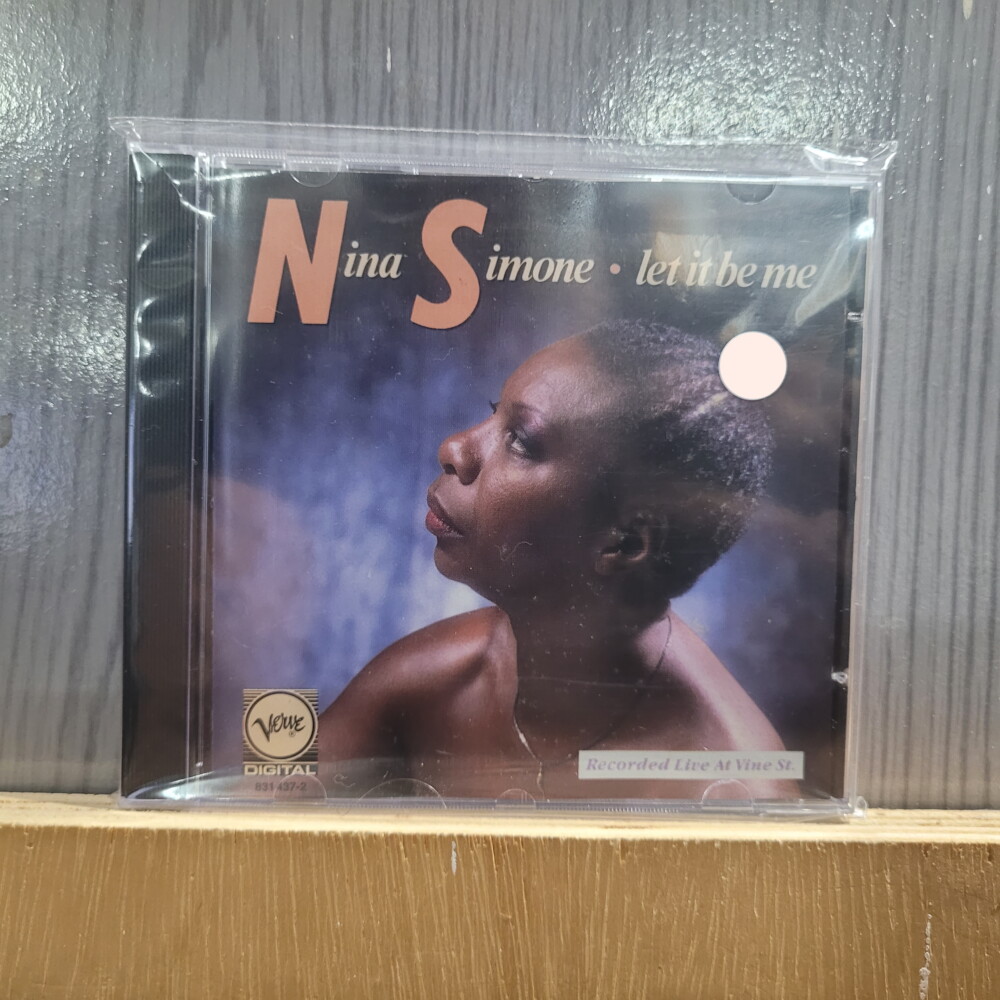 Nina Simone • let it be me
Verve
DIGITAL
831 437-2
Recorded Live At Vine St.